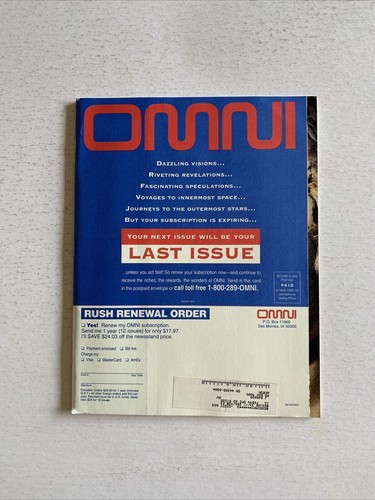 OMNI
DAZZLING VISIONS...
RIVETING REVELATIONS...
FASCINATING SPECULATIONS...
VOYAGES TO INNERMOST SPACE...
JOURNEYS TO THE OUTERMOST STARS...
BUT YOUR SUBSCRIPTION IS EXPIRING...
YOUR NEXT ISSUE WILL BE YOUR
LAST ISSUE
...unless you act fast! So renew your subscription now—and continue to
receive the riches, the rewards, the wonders of OMNI. Send in this card
in the postpaid envelope or call toll free 1-800-289-OMNI.
PAID
RUSH RENEWAL ORDER
Yes! Renew my OMNI subscription.
Send me 1 year (12 issues) for only $17.97.
I'll SAVE $24.03 off the newsstand price.
Payment enclosed. Bill me.
Charge my:
Visa MasterCard AmEx
Signature
OMNI
P.O. Box 11680
Des Moines, IA